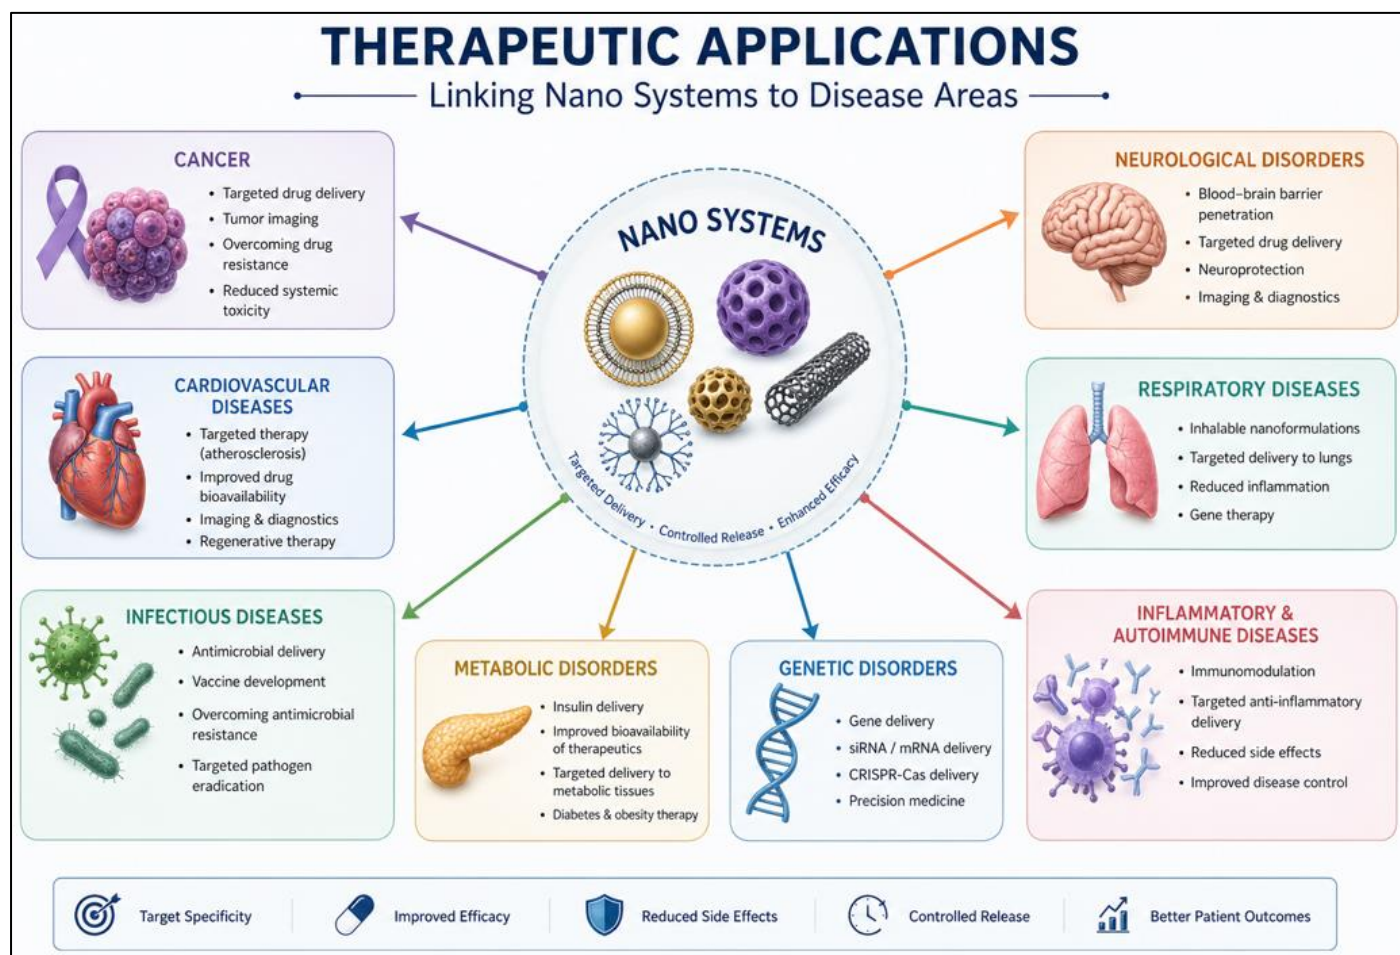 THERAPEUTIC APPLICATIONS
Linking Nano Systems to Disease Areas
CANCER
• Targeted drug delivery
• Tumor imaging
• Overcoming drug
resistance
• Reduced systemic
toxicity
CARDIOVASCULAR
DISEASES
• Targeted therapy
(atherosclerosis)
• Improved drug
bioavailability
• Imaging & diagnostics
• Regenerative therapy
INFECTIOUS DISEASES
• Antimicrobial delivery
• Vaccine development
• Overcoming antimicrobial
resistance
• Targeted pathogen
eradication
NANO SYSTEMS
Targeted Delivery • Controlled Release • Enhanced Efficacy
METABOLIC DISORDERS
• Insulin delivery
• Improved bioavailability
of therapeutics
• Targeted delivery to
metabolic tissues
• Diabetes & obesity therapy
GENETIC DISORDERS
• Gene delivery
• siRNA / mRNA delivery
• CRISPR-Cas delivery
• Precision medicine
NEUROLOGICAL DISORDERS
• Blood–brain barrier
penetration
• Targeted drug delivery
• Neuroprotection
• Imaging & diagnostics
RESPIRATORY DISEASES
• Inhalable nanoformulations
• Targeted delivery to lungs
• Reduced inflammation
• Gene therapy
INFLAMMATORY &
AUTOIMMUNE DISEASES
• Immunomodulation
• Targeted anti-inflammatory
delivery
• Reduced side effects
• Improved disease control
Target Specificity
Improved Efficacy
Reduced Side Effects
Controlled Release
Better Patient Outcomes